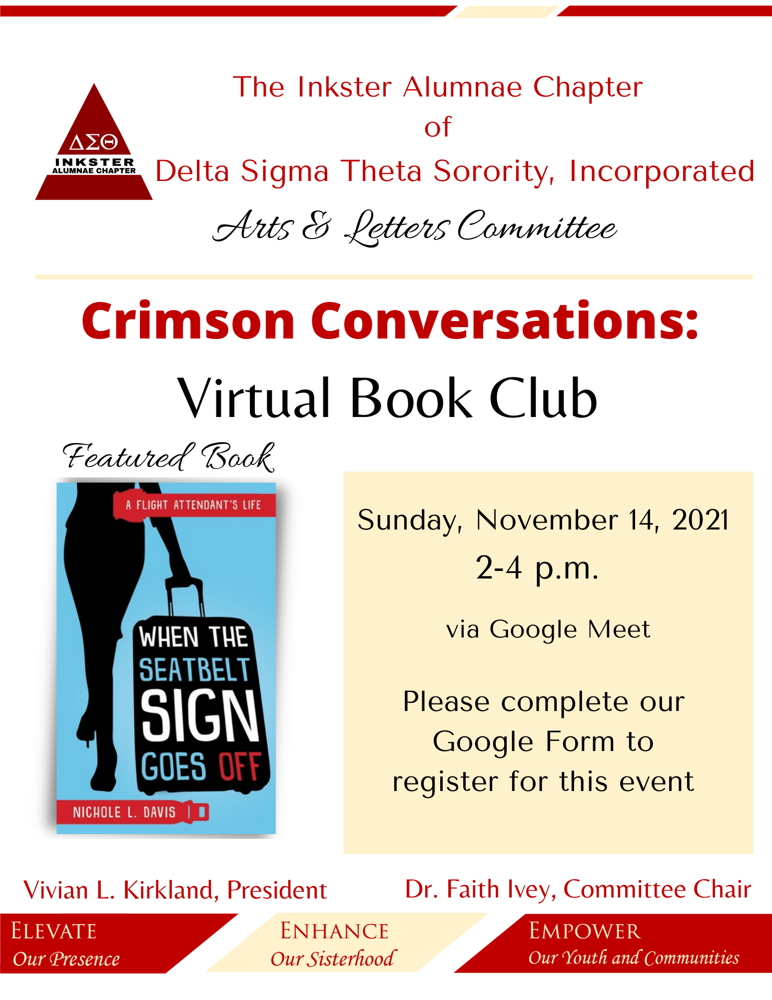 The Inkster Alumnae Chapter
of
Delta Sigma Theta Sorority, Incorporated
ΔΣΘ
INKSTER
ALUMNAE CHAPTER
Arts & Letters Committee
Crimson Conversations:
Virtual Book Club
Featured Book
A FLIGHT ATTENDANT'S LIFE
WHEN THE
SEATBELT
SIGN
GOES OFF
NICHOLE L. DAVIS
Sunday, November 14, 2021
2-4 p.m.
via Google Meet
Please complete our
Google Form to
register for this event
Vivian L. Kirkland, President
Dr. Faith Ivey, Committee Chair
ELEVATE
Our Presence
ENHANCE
Our Sisterhood
EMPOWER
Our Youth and Communities